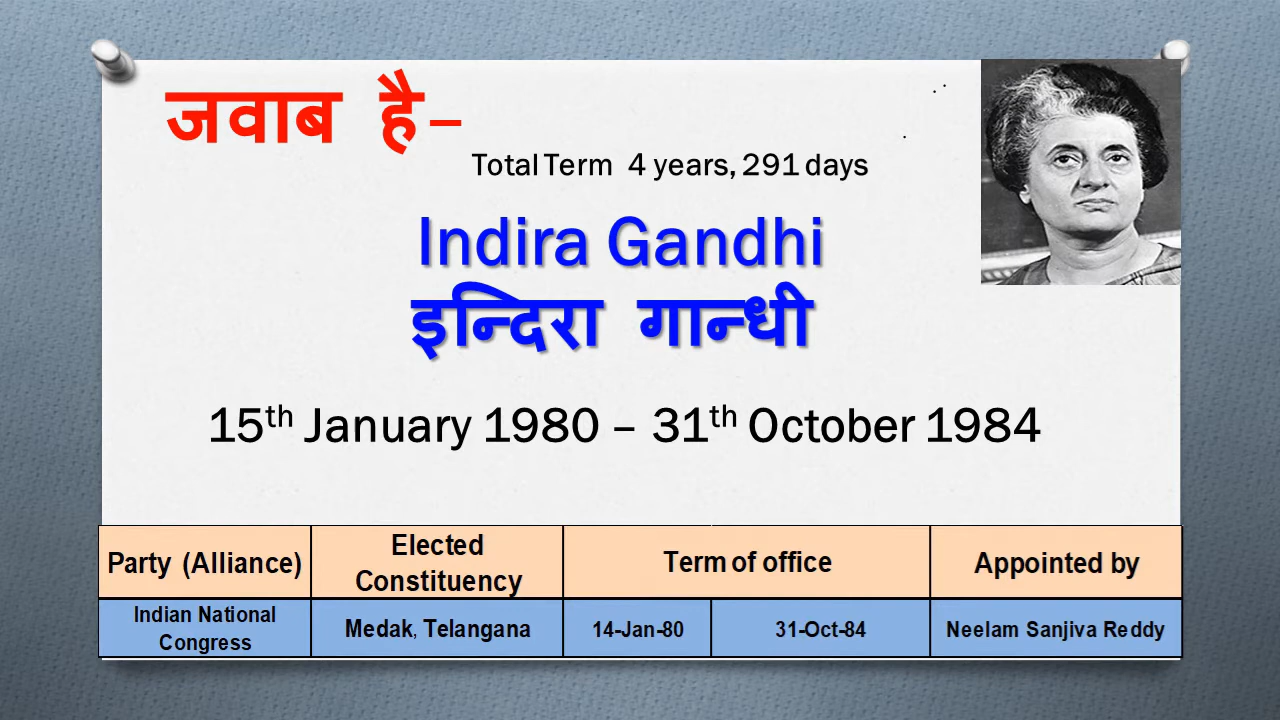 जवाब है–
Total Term 4 years, 291 days
Indira Gandhi
इन्दिरा गान्धी
15th January 1980 – 31th October 1984
Party (Alliance)
Elected
Constituency
Term of office
Appointed by
Indian National
Congress
Medak, Telangana
14-Jan-80
31-Oct-84
Neelam Sanjiva Reddy